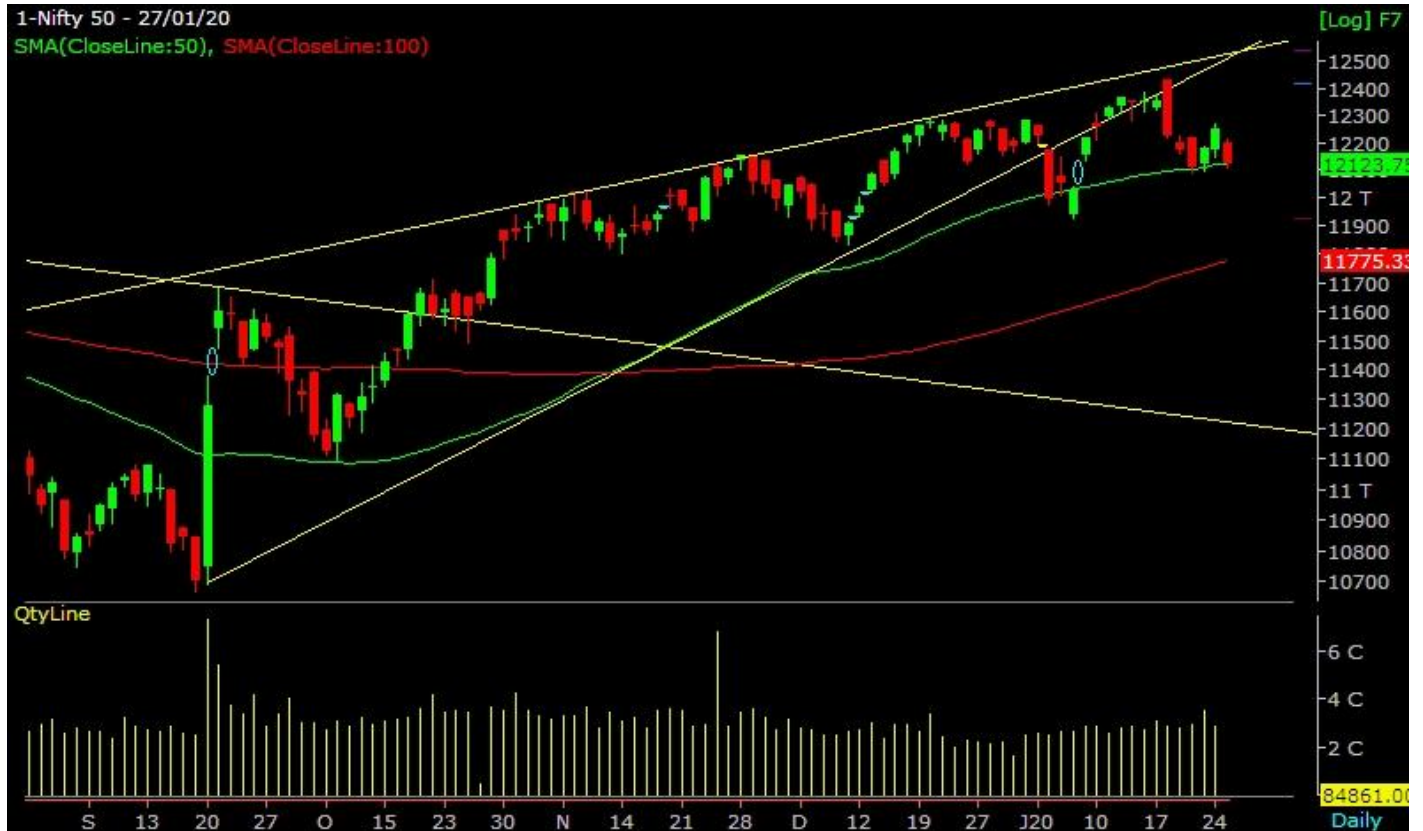 1-Nifty 50 - 27/01/20
[Log] F7
SMA(CloseLine:50), SMA(CloseLine:100)
12500
12400
12300
12200
12123.75
12 T
11900
11775.33
11700
11600
11500
11400
11300
11200
11100
11 T
10900
10800
10700
QtyLine
6 C
4 C
2 C
84861.00
S 13 20 27 O 15 23 30 N 14 21 28 D 12 19 27 J20 10 17 24
Daily